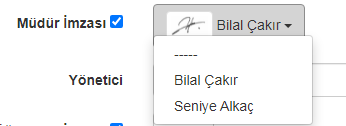 Müdür İmzası Bilal Çakır
-----
Bilal Çakır
Yönetici
Seniye Alkaç